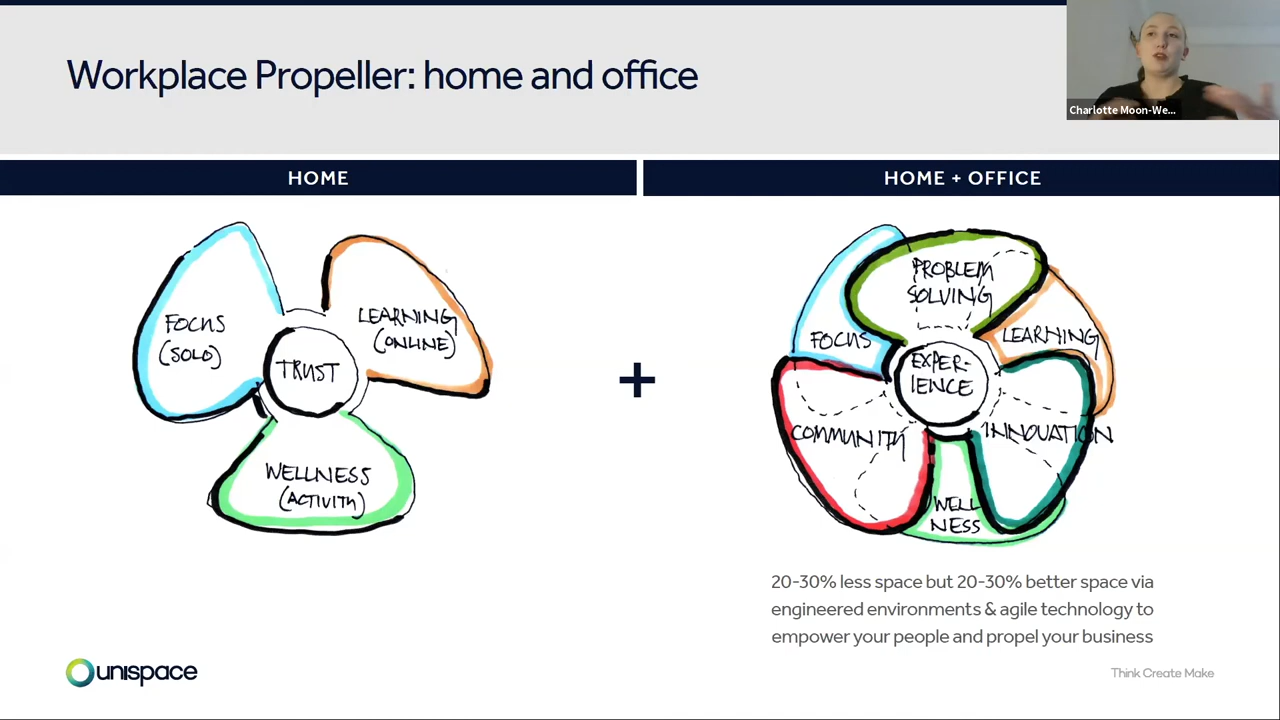 Workplace Propeller: home and office
Charlotte Moon-We...
HOME
HOME + OFFICE
FOCUS
(SOLO)
LEARNING
(ONLINE)
TRUST
WELLNESS
(ACTIVITY)
+
PROBLEM
SOLVING
FOCUS
LEARNING
EXPER-
IENCE
COMMUNITY
INNOVATION
WELL
NESS
20-30% less space but 20-30% better space via
engineered environments & agile technology to
empower your people and propel your business
unispace
Think Create Make